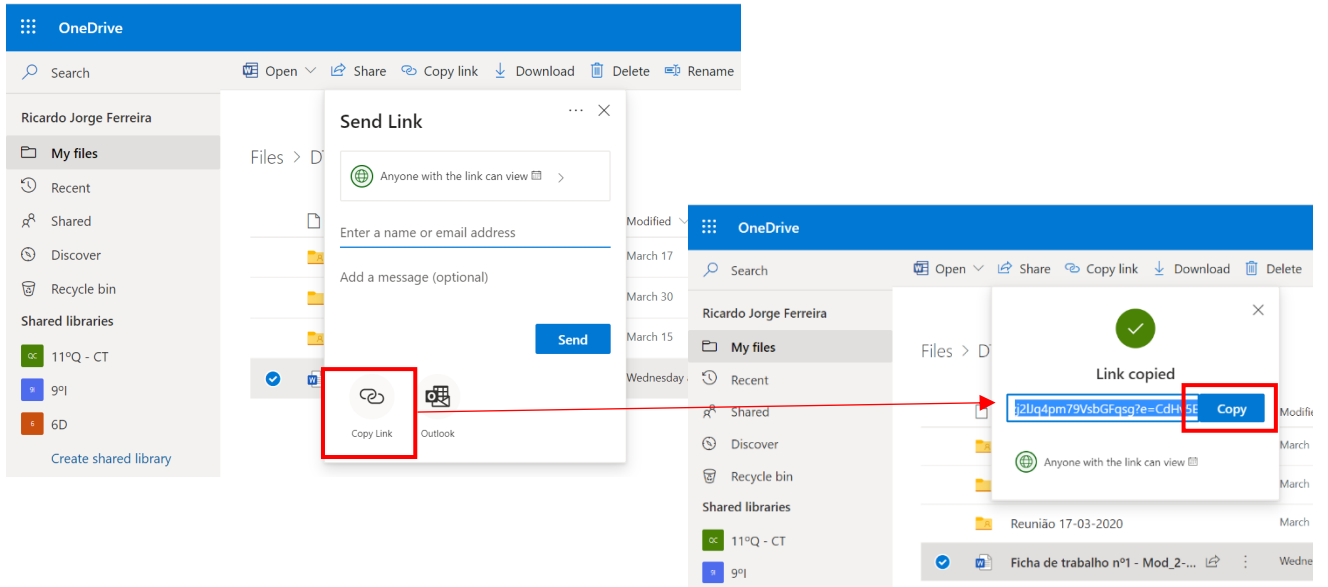 OneDrive
Search
Open
Share
Copy link
Download
Delete
Rename
Ricardo Jorge Ferreira
My files
Recent
Shared
Discover
Recycle bin
Shared libraries
QC 11ºQ - CT
9I 9ºI
6 6D
Create shared library
Files >
Send Link
Anyone with the link can view
Enter a name or email address
Add a message (optional)
Send
Copy Link
Outlook
Modified
March 17
March 30
March 15
Wednesday
OneDrive
Search
Open
Share
Copy link
Download
Delete
Ricardo Jorge Ferreira
My files
Recent
Shared
Discover
Recycle bin
Shared libraries
QC 11ºQ - CT
9I 9ºI
Files >
Link copied
Copy
Anyone with the link can view
March
March
Reunião 17-03-2020
March
Ficha de trabalho nº1 - Mod_2-...
Wedne